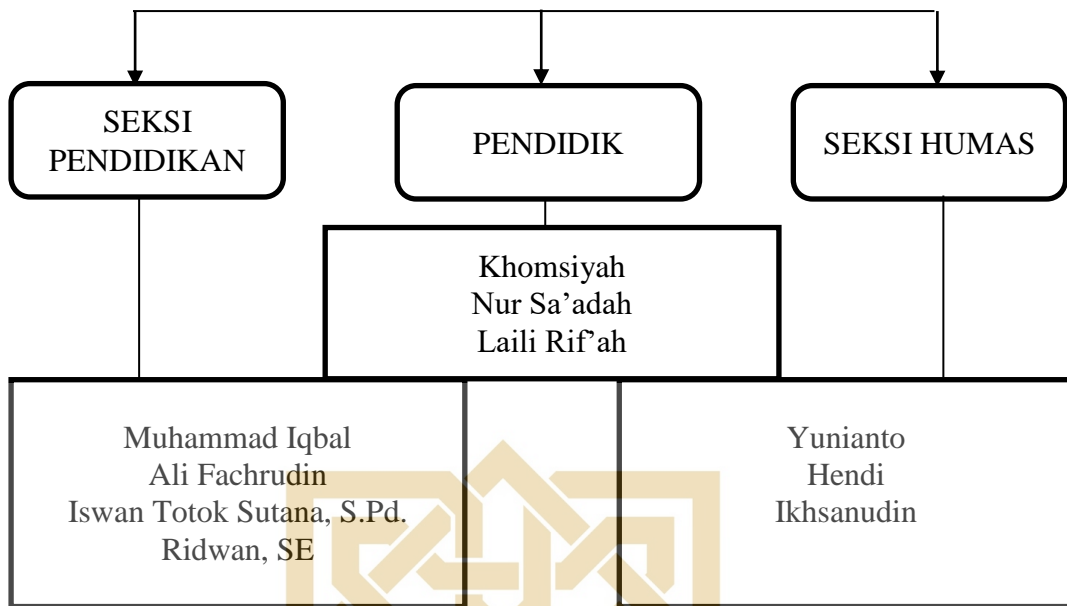 SEKSI
PENDIDIKAN
PENDIDIK
SEKSI HUMAS
Khomsiyah
Nur Sa’adah
Laili Rif’ah
Muhammad Iqbal
Ali Fachrudin
Iswan Totok Sutana, S.Pd.
Ridwan, SE
Yunianto
Hendi
Ikhsanudin